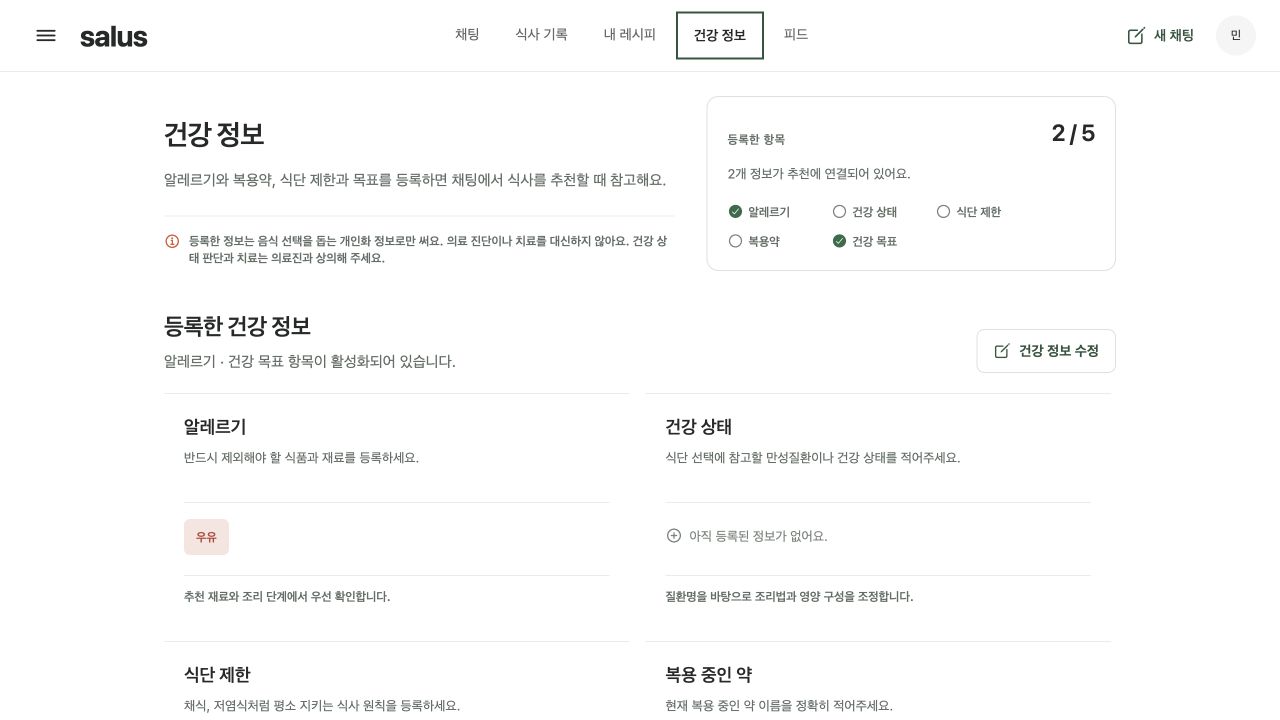 salus
채팅
식사 기록
내 레시피
건강 정보
피드
새 채팅
민
건강 정보
알레르기와 복용약, 식단 제한과 목표를 등록하면 채팅에서 식사를 추천할 때 참고해요.
등록한 정보는 음식 선택을 돕는 개인화 정보로만 써요. 의료 진단이나 치료를 대신하지 않아요. 건강 상
태 판단과 치료는 의료진과 상의해 주세요.
등록한 항목
2 / 5
2개 정보가 추천에 연결되어 있어요.
알레르기
건강 상태
식단 제한
복용약
건강 목표
등록한 건강 정보
알레르기 · 건강 목표 항목이 활성화되어 있습니다.
건강 정보 수정
알레르기
반드시 제외해야 할 식품과 재료를 등록하세요.
우유
추천 재료와 조리 단계에서 우선 확인합니다.
건강 상태
식단 선택에 참고할 만성질환이나 건강 상태를 적어주세요.
아직 등록된 정보가 없어요.
질환명을 바탕으로 조리법과 영양 구성을 조정합니다.
식단 제한
채식, 저염식처럼 평소 지키는 식사 원칙을 등록하세요.
복용 중인 약
현재 복용 중인 약 이름을 정확히 적어주세요.